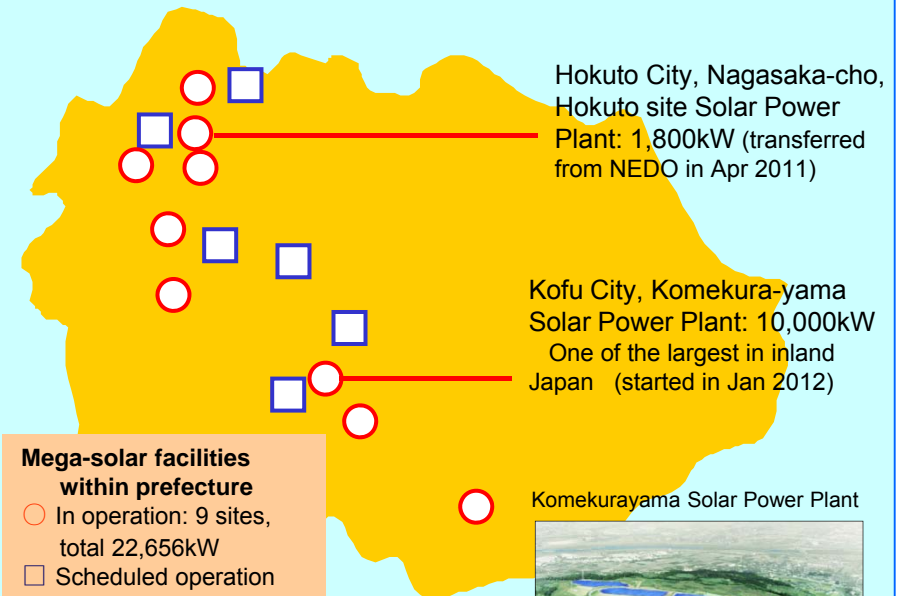 Hokuto City, Nagasaka-cho,
Hokuto site Solar Power
Plant: 1,800kW (transferred
from NEDO in Apr 2011)
Kofu City, Komekura-yama
Solar Power Plant: 10,000kW
One of the largest in inland
Japan (started in Jan 2012)
Mega-solar facilities
within prefecture
In operation: 9 sites,
total 22,656kW
Scheduled operation
Komekurayama Solar Power Plant